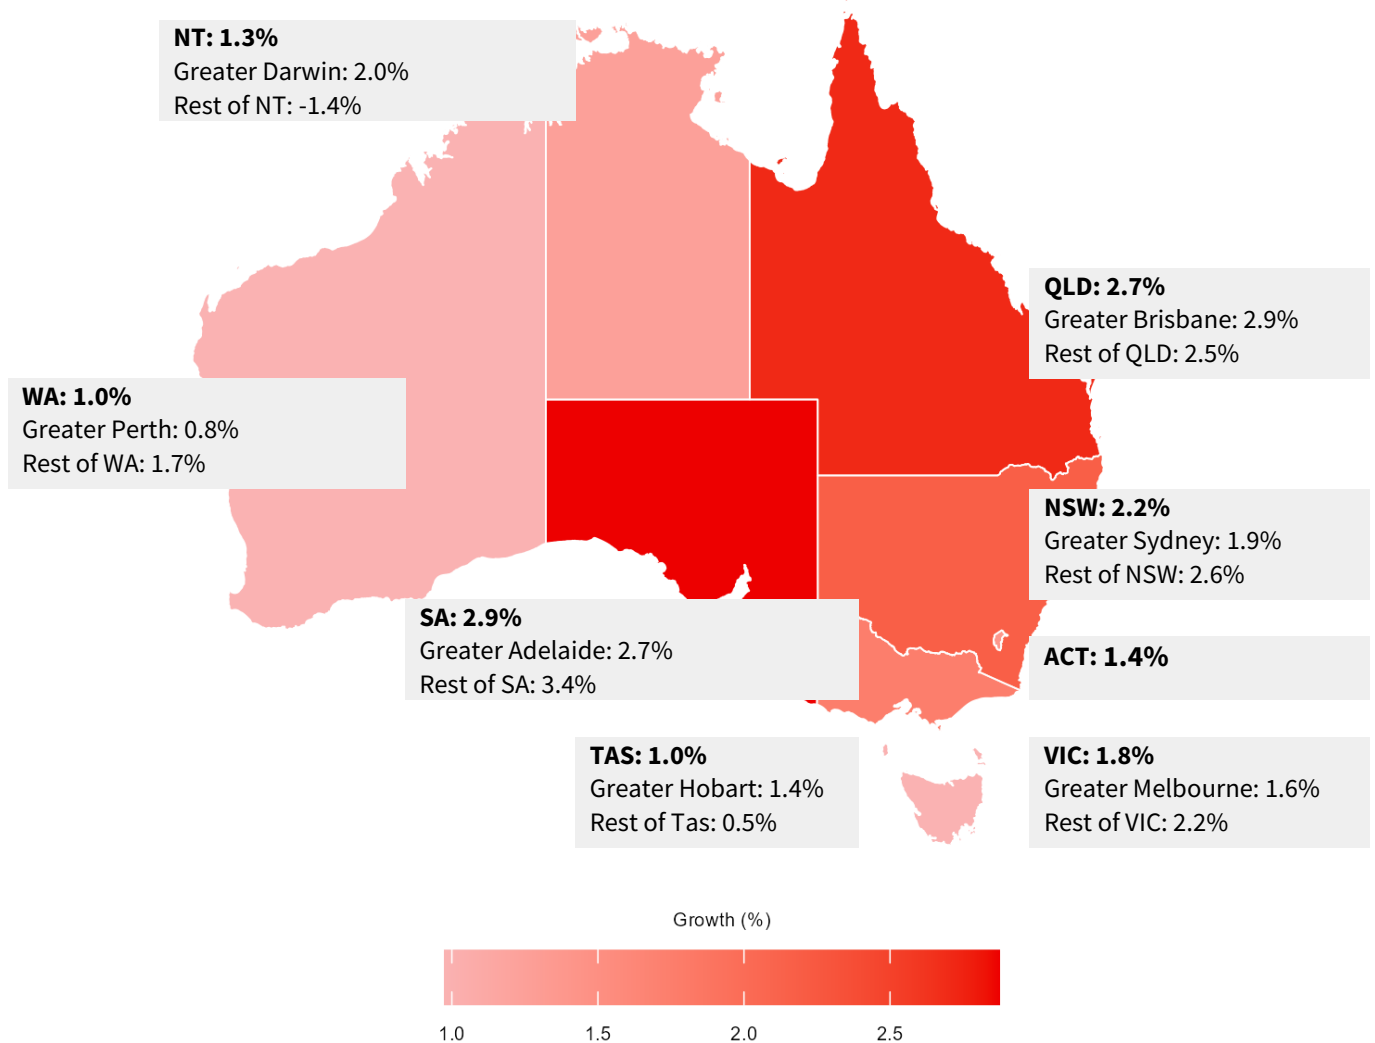 NT: 1.3%
Greater Darwin: 2.0%
Rest of NT: -1.4%
QLD: 2.7%
Greater Brisbane: 2.9%
Rest of QLD: 2.5%
WA: 1.0%
Greater Perth: 0.8%
Rest of WA: 1.7%
NSW: 2.2%
Greater Sydney: 1.9%
Rest of NSW: 2.6%
SA: 2.9%
Greater Adelaide: 2.7%
Rest of SA: 3.4%
ACT: 1.4%
TAS: 1.0%
Greater Hobart: 1.4%
Rest of Tas: 0.5%
VIC: 1.8%
Greater Melbourne: 1.6%
Rest of VIC: 2.2%
Growth (%)
1.0 1.5 2.0 2.5